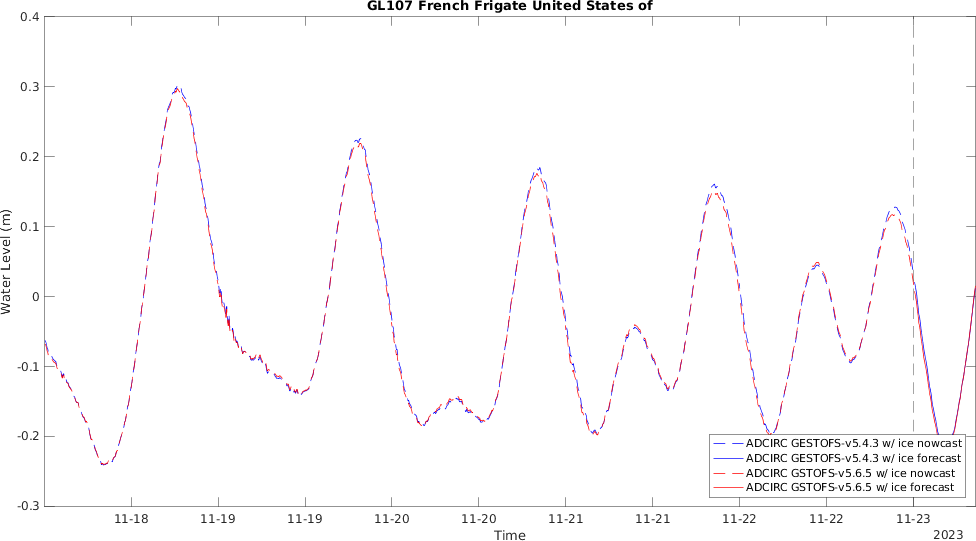 GL107 French Frigate United States of
0.4
0.3
0.2
0.1
0
-0.1
-0.2
-0.3
Water Level (m)
11-18
11-19
11-19
11-20
11-20
11-21
11-21
11-22
11-22
11-23
Time
2023
ADCIRC GESTOFS-v5.4.3 w/ ice nowcast
ADCIRC GESTOFS-v5.4.3 w/ ice forecast
ADCIRC GSTOFS-v5.6.5 w/ ice nowcast
ADCIRC GSTOFS-v5.6.5 w/ ice forecast